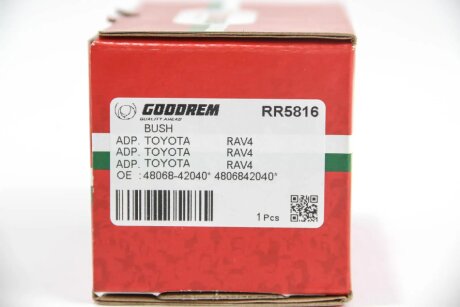 GOODREM RR5816
QUALITY AHEAD
BUSH
ADP. TOYOTA RAV4
ADP. TOYOTA RAV4
ADP. TOYOTA RAV4
OE :48068-42040* 4806842040*
1 Pcs